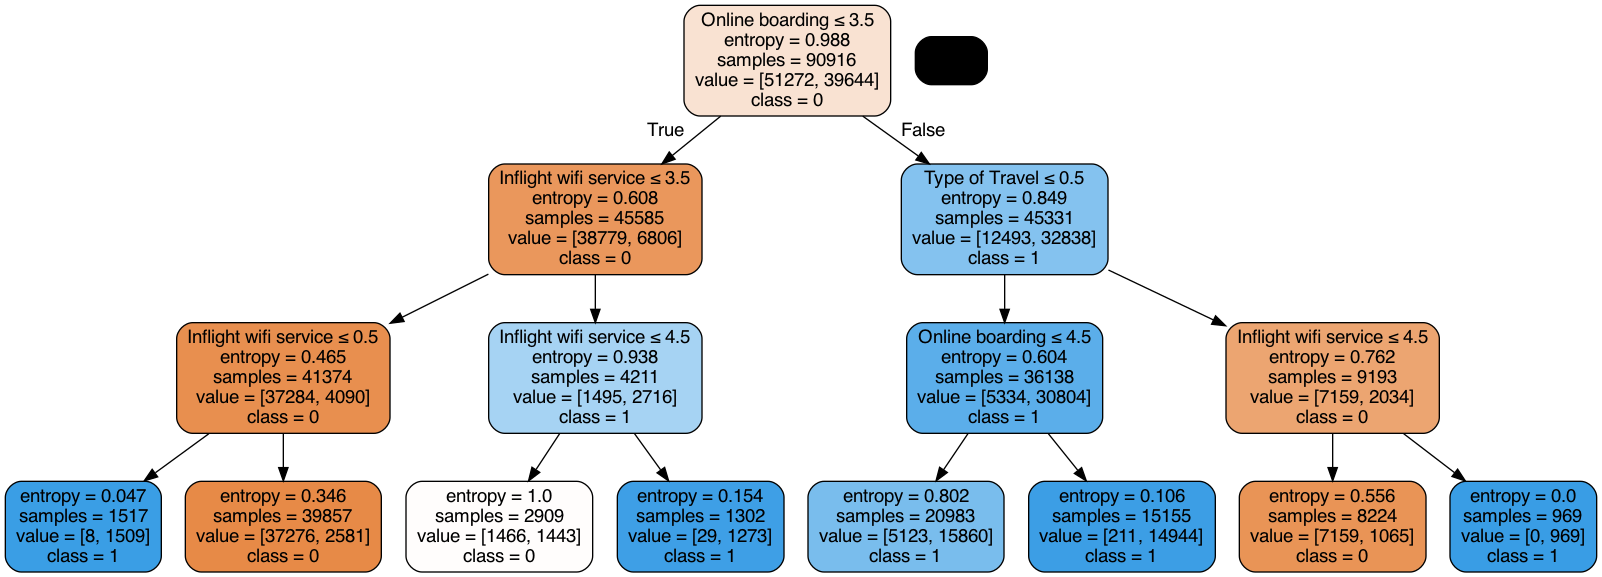 Online boarding ≤ 3.5
entropy = 0.988
samples = 90916
value = [51272, 39644]
class = 0
True
False
Inflight wifi service ≤ 3.5
entropy = 0.608
samples = 45585
value = [38779, 6806]
class = 0
Type of Travel ≤ 0.5
entropy = 0.849
samples = 45331
value = [12493, 32838]
class = 1
Inflight wifi service ≤ 0.5
entropy = 0.465
samples = 41374
value = [37284, 4090]
class = 0
Inflight wifi service ≤ 4.5
entropy = 0.938
samples = 4211
value = [1495, 2716]
class = 1
Online boarding ≤ 4.5
entropy = 0.604
samples = 36138
value = [5334, 30804]
class = 1
Inflight wifi service ≤ 4.5
entropy = 0.762
samples = 9193
value = [7159, 2034]
class = 0
entropy = 0.047
samples = 1517
value = [8, 1509]
class = 1
entropy = 0.346
samples = 39857
value = [37276, 2581]
class = 0
entropy = 1.0
samples = 2909
value = [1466, 1443]
class = 0
entropy = 0.154
samples = 1302
value = [29, 1273]
class = 1
entropy = 0.802
samples = 20983
value = [5123, 15860]
class = 1
entropy = 0.106
samples = 15155
value = [211, 14944]
class = 1
entropy = 0.556
samples = 8224
value = [7159, 1065]
class = 0
entropy = 0.0
samples = 969
value = [0, 969]
class = 1